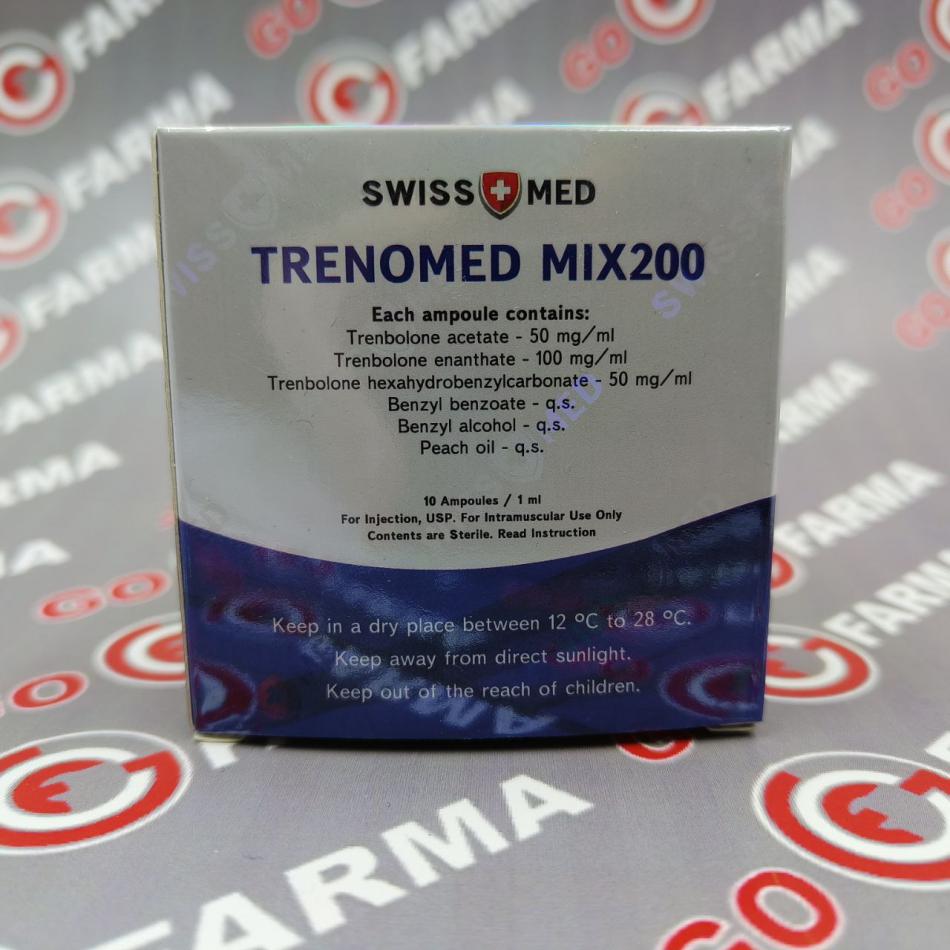 SWISS MED
TRENOMED MIX200
Each ampoule contains:
Trenbolone acetate - 50 mg/ml
Trenbolone enanthate - 100 mg/ml
Trenbolone hexahydrobenzylcarbonate - 50 mg/ml
Benzyl benzoate - q.s.
Benzyl alcohol - q.s.
Peach oil - q.s.
10 Ampoules / 1 ml
For Injection, USP. For Intramuscular Use Only
Contents are Sterile. Read Instruction
Keep in a dry place between 12 ºC to 28 ºC.
Keep away from direct sunlight.
Keep out of the reach of children.
GO FARMA